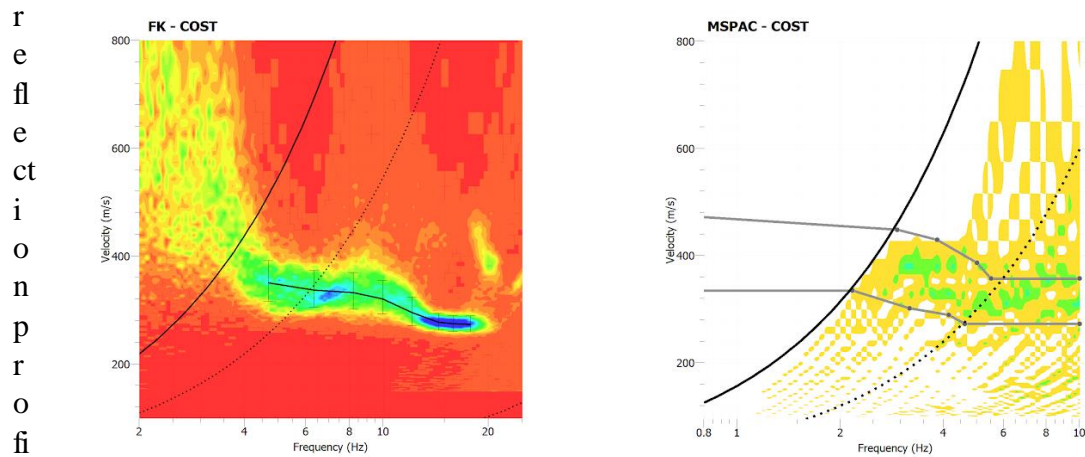 r
e
fl
e
ct
i
o
n
p
r
o
fi
FK - COST
800
600
400
200
Velocity (m/s)
2 4 6 8 10 20
Frequency (Hz)
MSPAC - COST
800
600
400
200
Velocity (m/s)
0.8 1 2 4 6 8 10
Frequency (Hz)